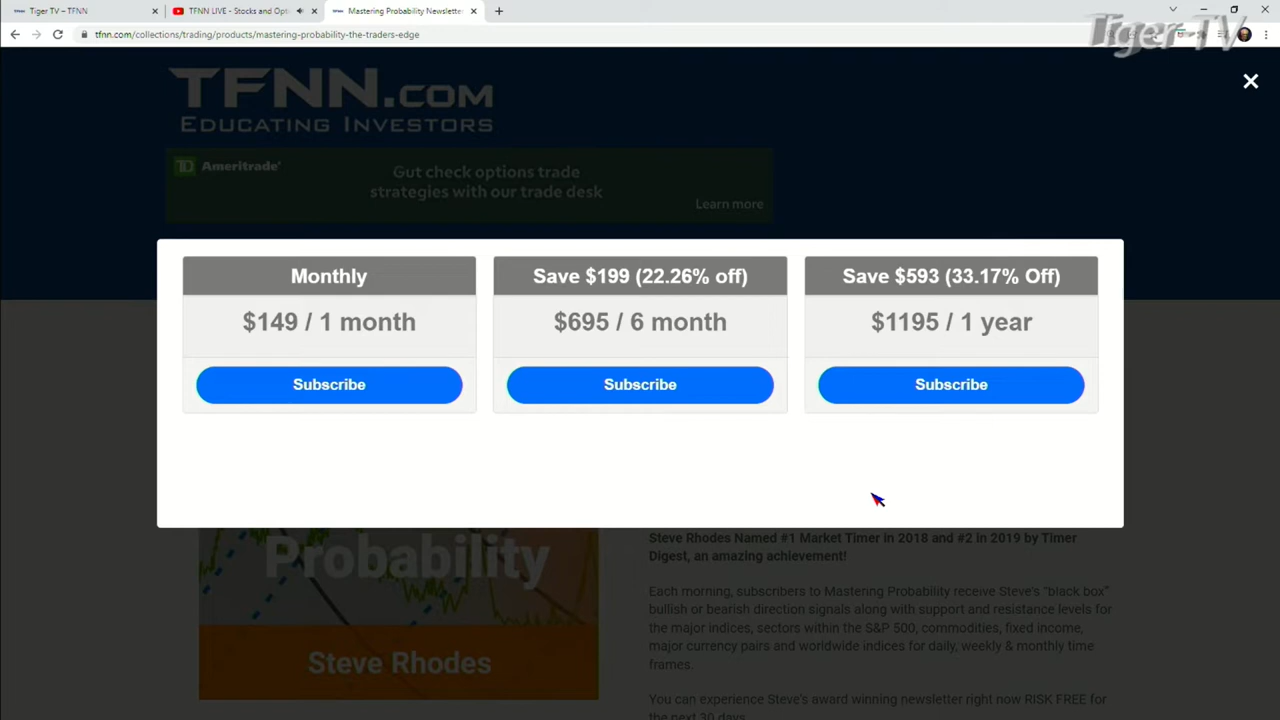 Tiger TV – TFNN
TFNN LIVE - Stocks and Opt
Mastering Probability Newsletter
Tiger TV
tfnn.com/collections/trading/products/mastering-probability-the-traders-edge
TFNN.com
Educating Investors
TD Ameritrade
Gut check options trade
strategies with our trade desk
Learn more
Monthly
$149 / 1 month
Subscribe
Save $199 (22.26% off)
$695 / 6 month
Subscribe
Save $593 (33.17% Off)
$1195 / 1 year
Subscribe
Probability
Steve Rhodes
Steve Rhodes Named #1 Market Timer in 2018 and #2 in 2019 by Timer
Digest, an amazing achievement!
Each morning, subscribers to Mastering Probability receive Steve's "black box"
bullish or bearish direction signals along with support and resistance levels for
the major indices, sectors within the S&P 500, commodities, fixed income,
major currency pairs and worldwide indices for daily, weekly & monthly time
frames.
You can experience Steve's award winning newsletter right now RISK FREE for
the next 30 days